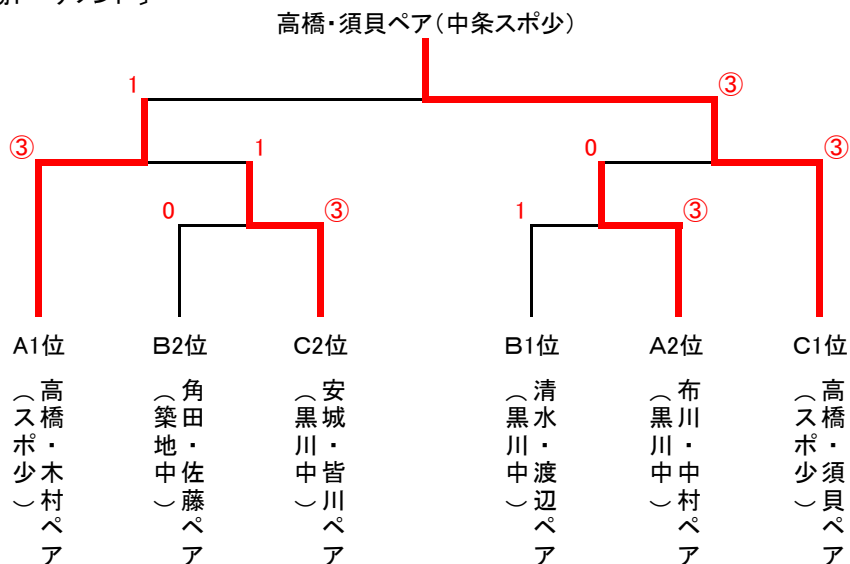 高橋・須貝ペア（中条スポ少）
1
③
③
1
0
③
0
③
1
③
A1位
B2位
C2位
B1位
A2位
C1位
高橋・木村ペア
（スポ少）
角田・佐藤ペア
（築地中）
安城・皆川ペア
（黒川中）
清水・渡辺ペア
（黒川中）
布川・中村ペア
（黒川中）
高橋・須貝ペア
（スポ少）